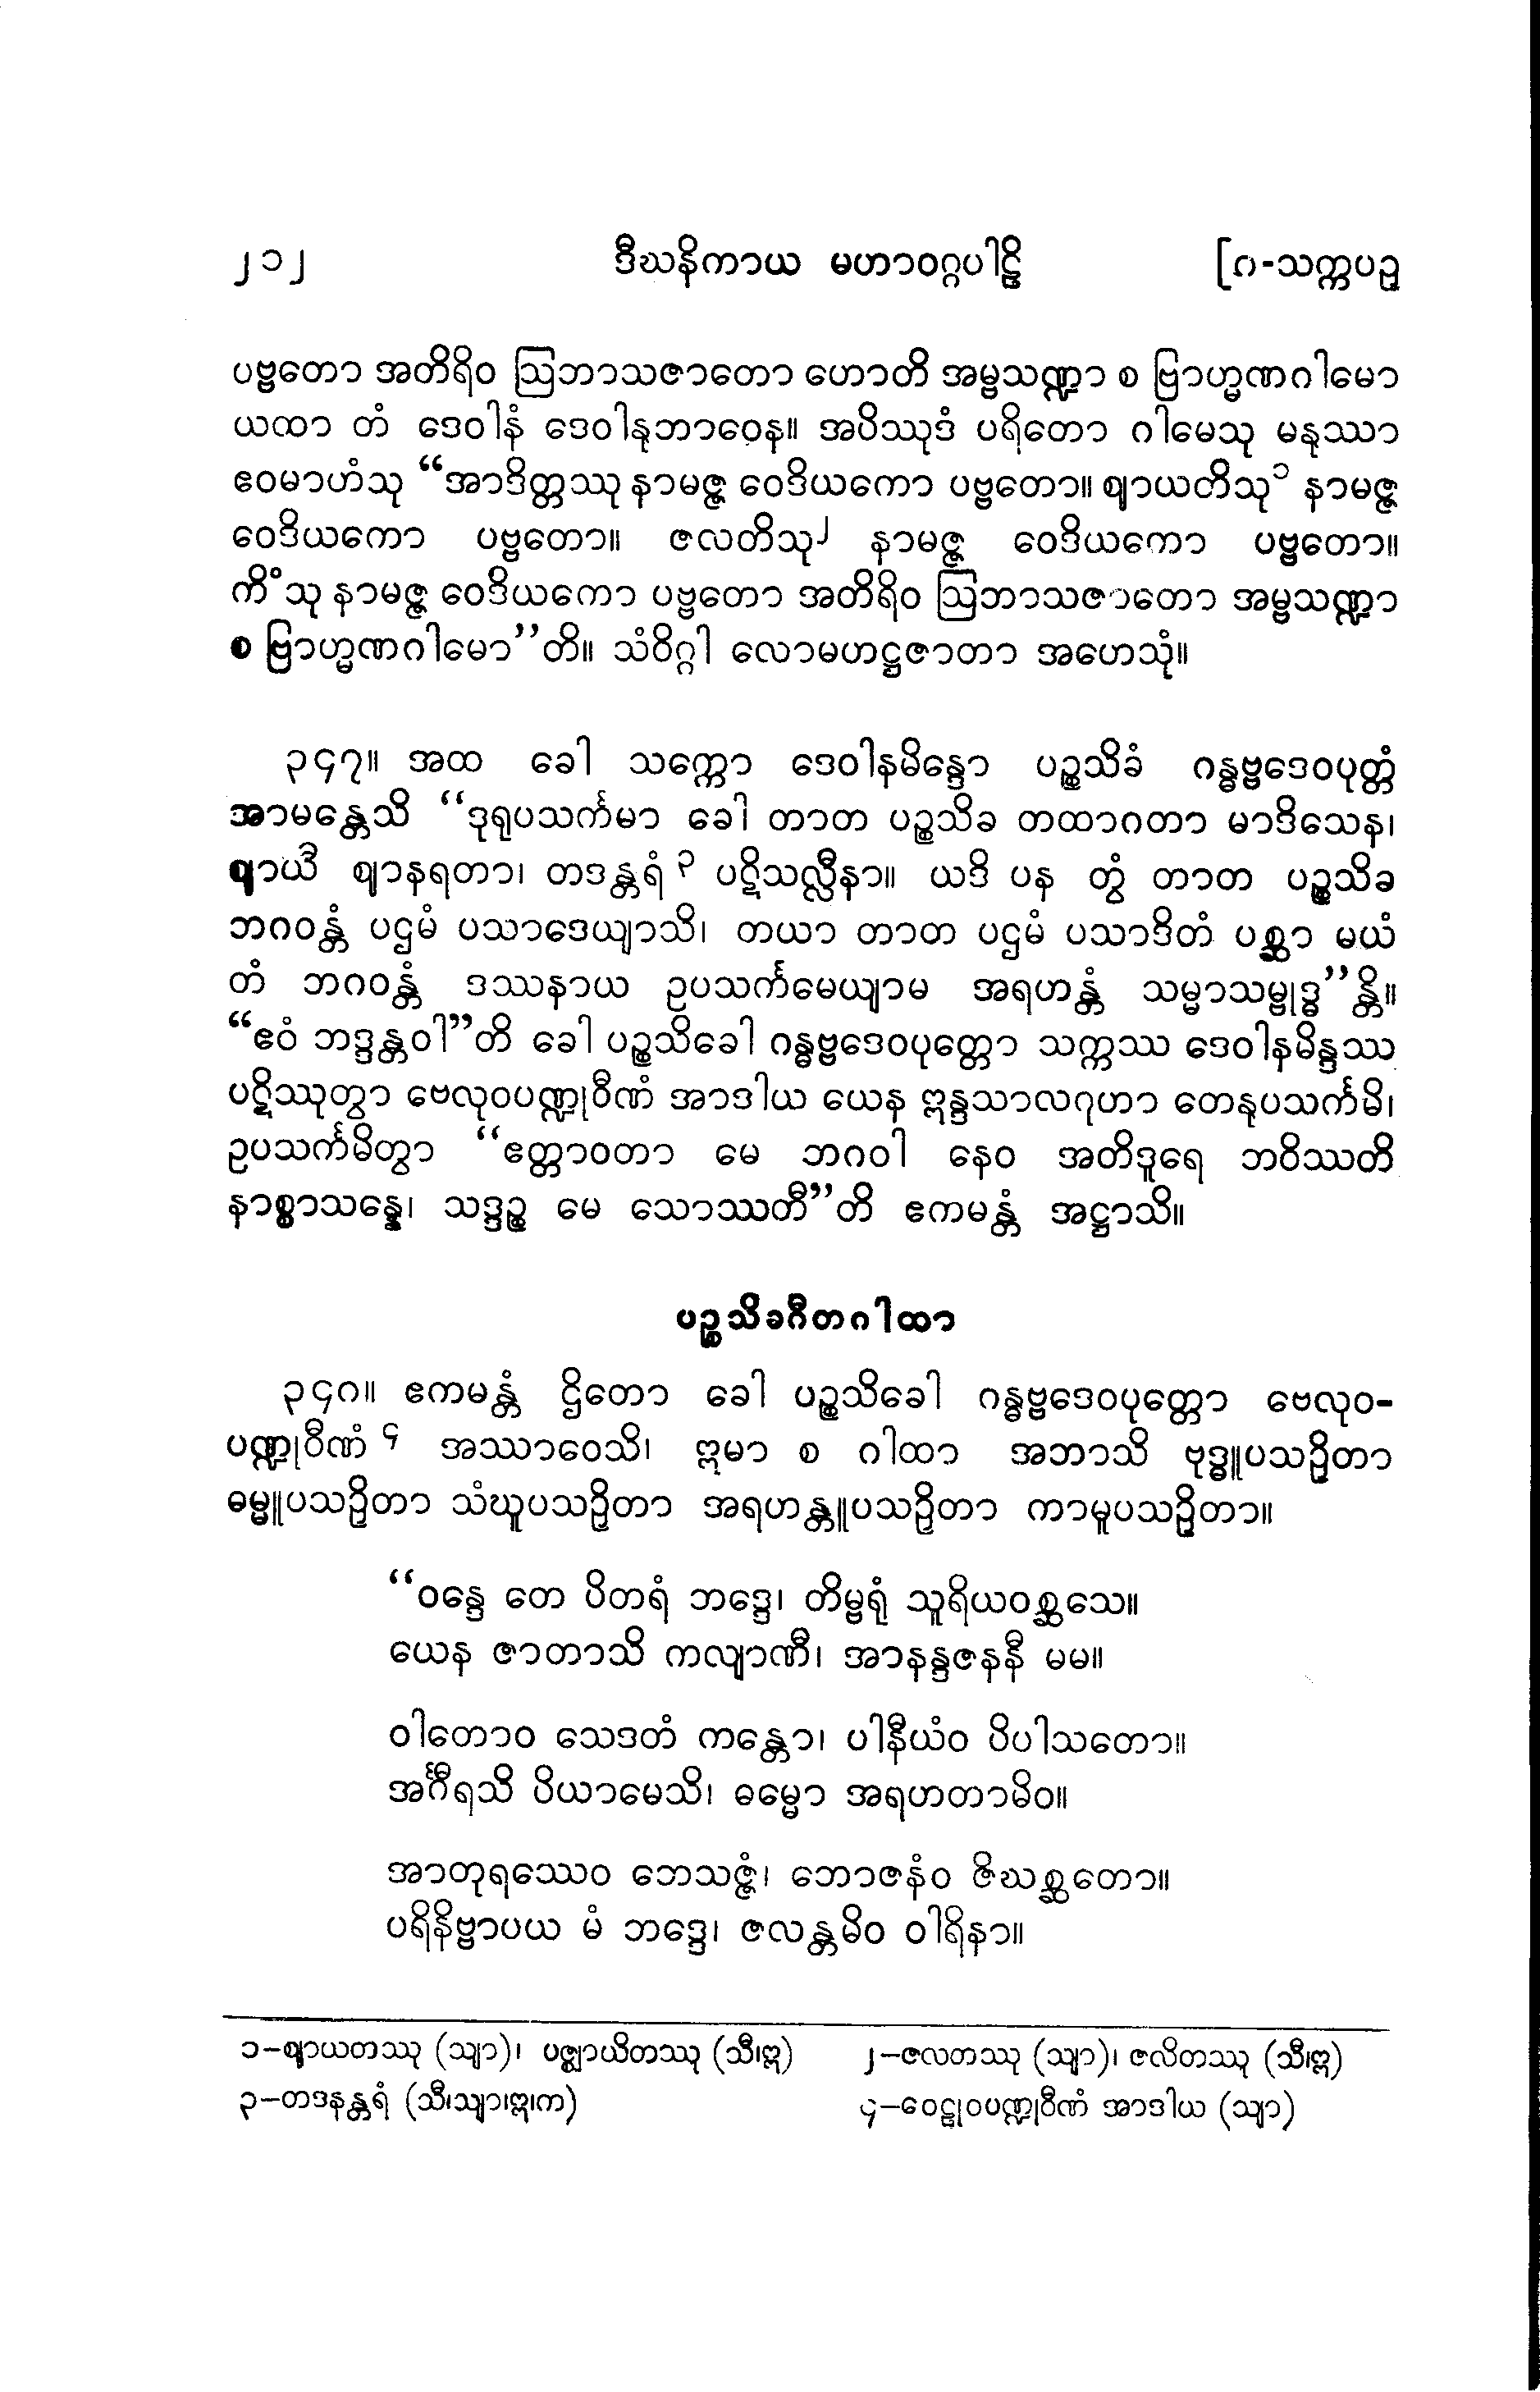 ၂၁၂ ဒီဃနိကာယ မဟာဝဂ္ဂပါဠိ [၈-သက္ကပဉှ
ပဗ္ဗတော အတိရိဝ ဩဘာသဇာတော ဟောတိ အမ္ဗသဏ္ဍာ စ ဗြာဟ္မဏဂါမော
ယထာ တံ ဒေဝါနံ ဒေဝါနုဘာဝေန။ အပိဿုဒံ ပရိတော ဂါမေသု မနုဿာ
ဧဝမာဟံသု “အာဒိတ္တဿု နာမဇ္ဇ ဝေဒိယကော ပဗ္ဗတော။ ဈာယတိသု၁ နာမဇ္ဇ
ဝေဒိယကော ပဗ္ဗတော။ ဇလတိသု၂ နာမဇ္ဇ ဝေဒိယကော ပဗ္ဗတော။
ကိံသု နာမဇ္ဇ ဝေဒိယကော ပဗ္ဗတော အတိရိဝ ဩဘာသဇာတော အမ္ဗသဏ္ဍာ
စ ဗြာဟ္မဏဂါမော”တိ။ သံဝိဂ္ဂါ လောမဟဋ္ဌဇာတာ အဟေသုံ။
၃၄၇။ အထ ခေါ သက္ကော ဒေဝါနမိန္ဒော ပဉ္စသိခံ ဂန္ဓဗ္ဗဒေဝပုတ္တံ
အာမန္တေသိ “ဒုရုပသင်္ကမာ ခေါ တာတ ပဉ္စသိခ တထာဂတာ မာဒိသေန၊
ဈာယီ ဈာနရတာ၊ တဒန္တရံ ၃ ပဋိသလ္လီနာ။ ယဒိ ပန တွံ တာတ ပဉ္စသိခ
ဘဂဝန္တံ ပဌမံ ပသာဒေယျာသိ၊ တယာ တာတ ပဌမံ ပသာဒိတံ ပစ္ဆာ မယံ
တံ ဘဂဝန္တံ ဒဿနာယ ဥပသင်္ကမေယျာမ အရဟန္တံ သမ္မာသမ္ဗုဒ္ဓ”န္တိ။
“ဧဝံ ဘဒ္ဒန္တဝါ”တိ ခေါ ပဉ္စသိခေါ ဂန္ဓဗ္ဗဒေဝပုတ္တော သက္ကဿ ဒေဝါနမိန္ဒဿ
ပဋိဿုတွာ ဗေလုဝပဏ္ဍုဝီဏံ အာဒါယ ယေန ဣန္ဒသာလဂုဟာ တေနုပသင်္ကမိ၊
ဥပသင်္ကမိတွာ “ဧတ္တာဝတာ မေ ဘဂဝါ နေဝ အတိဒူရေ ဘဝိဿတိ
နာစ္စာသန္နေ၊ သဒ္ဒဉ္စ မေ သောဿတီ”တိ ဧကမန္တံ အဋ္ဌာသိ။
ပဉ္စသိခဂီတဂါထာ
၃၄၈။ ဧကမန္တံ ဌိတော ခေါ ပဉ္စသိခေါ ဂန္ဓဗ္ဗဒေဝပုတ္တော ဗေလုဝ-
ပဏ္ဍုဝီဏံ ၄ အဿာဝေသိ၊ ဣမာ စ ဂါထာ အဘာသိ ဗုဒ္ဓူပသဉှိတာ
ဓမ္မူပသဉှိတာ သံဃူပသဉှိတာ အရဟန္တူပသဉှိတာ ကာမူပသဉှိတာ။
“ဝန္ဒေ တေ ပိတရံ ဘဒ္ဒေ၊ တိမ္ဗရုံ သူရိယဝစ္ဆသေ။
ယေန ဇာတာသိ ကလျာဏီ၊ အာနန္ဒဇနနီ မမ။
ဝါတောဝ သေဒတံ ကန္တော၊ ပါနီယံဝ ပိပါသတော။
အင်္ဂီရသိ ပိယာမေသိ၊ ဓမ္မော အရဟတာမိဝ။
အာတုရဿေဝ ဘေသဇ္ဇံ၊ ဘောဇနံဝ ဇိဃစ္ဆတော။
ပရိနိဗ္ဗာပယ မံ ဘဒ္ဒေ၊ ဇလန္တမိဝ ဝါရိနာ။
၁-ဈာယတဿု (သျာ)၊ ပဇ္ဈာယိတဿု (သီ၊ဣ) ၂-ဇလတဿု (သျာ)၊ ဇလိတဿု (သီ၊ဣ)
၃-တဒနန္တရံ (သီ၊သျာ၊ဣ၊က) ၄-ဝေဠုဝပဏ္ဍုဝီဏံ အာဒါယ (သျာ)